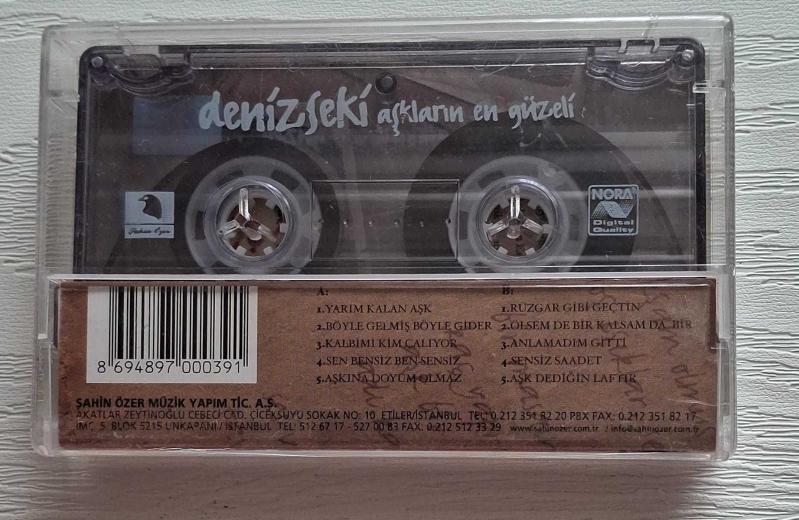 denizseki aşkların en güzeli
Şahin Özer
NORA
Digital
Quality
A:
1.YARIM KALAN AŞK
2.BÖYLE GELMİŞ BÖYLE GİDER
3.KALBİMİ KİM ÇALIYOR
4.SEN BENSİZ BEN SENSİZ
5.AŞKINA DOYUM OLMAZ
B:
1.RÜZGAR GİBİ GEÇTİN
2.ÖLSEM DE BİR KALSAM DA BİR
3.ANLAMADIM GİTTİ
4.SENSİZ SAADET
5.AŞK DEDİĞİN LAFTIR
8 694897 000391
ŞAHİN ÖZER MÜZİK YAPIM TİC. A.Ş.
AKATLAR ZEYTİNOĞLU CEBECİ CAD. ÇİÇEKSUYU SOKAK NO: 10 ETİLER/İSTANBUL TEL: 0.212 351 82 20 PBX FAX: 0.212 351 82 17
İMÇ. 5. BLOK 5215 UNKAPANI / İSTANBUL TEL: 512 67 17 - 527 00 83 FAX: 0.212 512 33 29 www.sahinozer.com.tr / info@sahinozer.com.tr